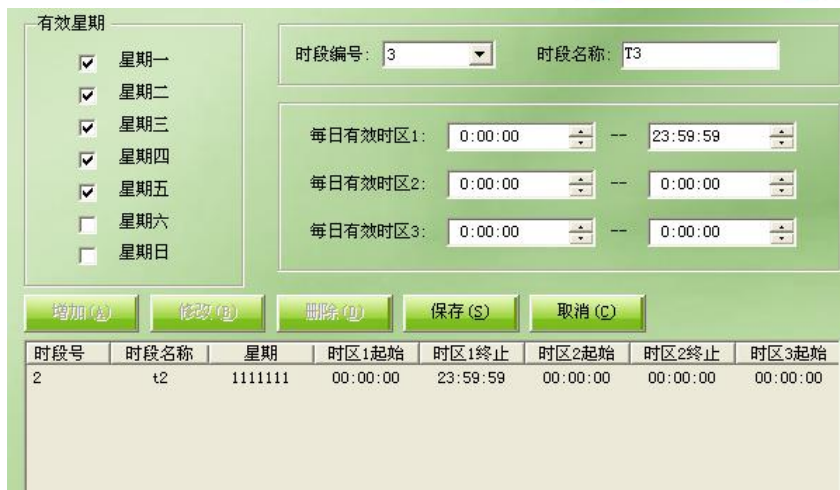 有效星期
星期一
星期二
星期三
星期四
星期五
星期六
星期日
时段编号: 3 时段名称: T3
每日有效时区1: 0:00:00 -- 23:59:59
每日有效时区2: 0:00:00 -- 0:00:00
每日有效时区3: 0:00:00 -- 0:00:00
增加(A) 修改(B) 删除(D) 保存(S) 取消(C)
时段号 时段名称 星期 时区1起始 时区1终止 时区2起始 时区2终止 时区3起始
2 t2 1111111 00:00:00 23:59:59 00:00:00 00:00:00 00:00:00